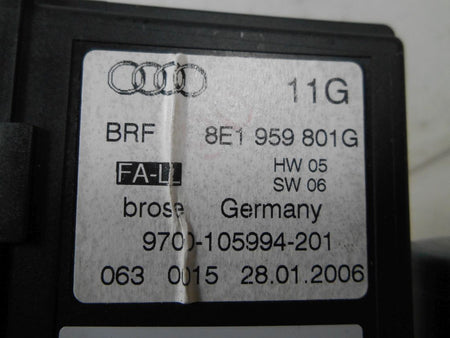 11G
BRF 8E1 959 801G
FA-LL HW 05
SW 06
brose Germany
9700-105994-201
063 0015 28.01.2006